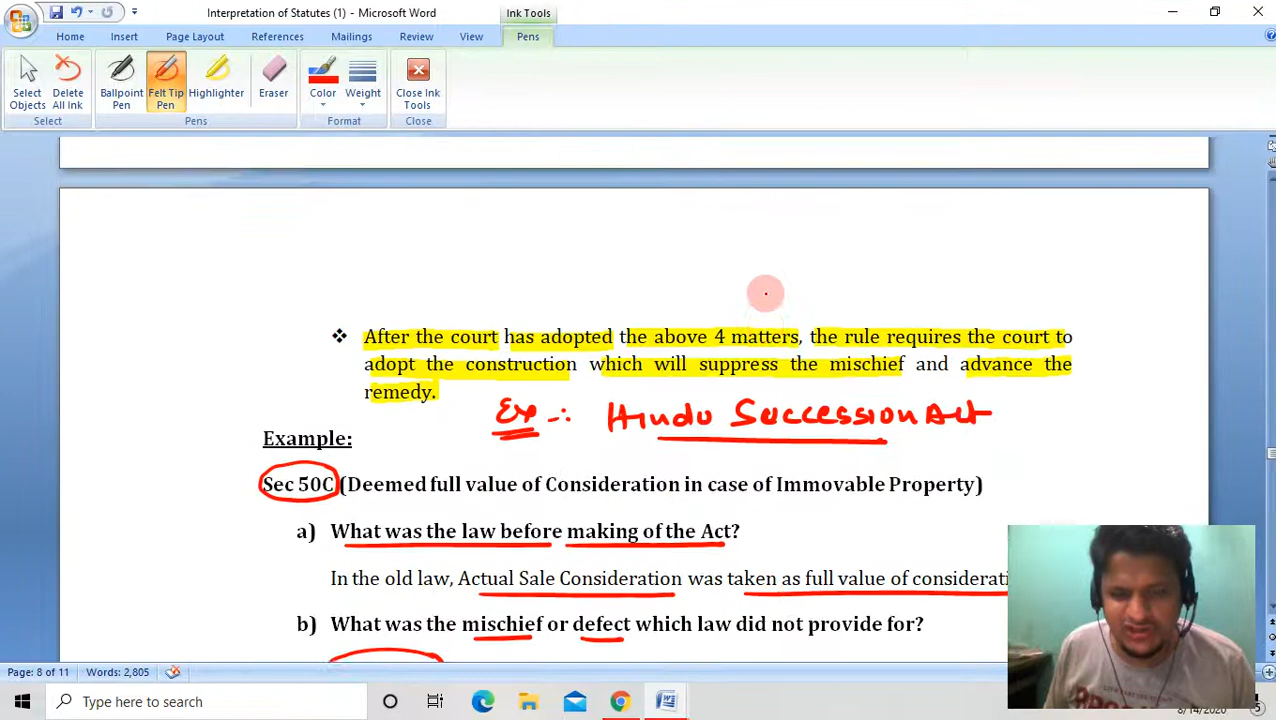 Interpretation of Statutes (1) - Microsoft Word
Ink Tools
Home Insert Page Layout References Mailings Review View Pens
Select Objects
Delete All Ink
Ballpoint Pen
Felt Tip Pen
Highlighter
Eraser
Color
Weight
Close Ink Tools
Select Pens Format Close
❖ After the court has adopted the above 4 matters, the rule requires the court to
adopt the construction which will suppress the mischief and advance the
remedy.
Exp :- Hindu Succession Act
Example:
Sec 50C (Deemed full value of Consideration in case of Immovable Property)
a) What was the law before making of the Act?
In the old law, Actual Sale Consideration was taken as full value of considerati
b) What was the mischief or defect which law did not provide for?
Page: 8 of 11 Words: 2,805
Type here to search
8/14/2020